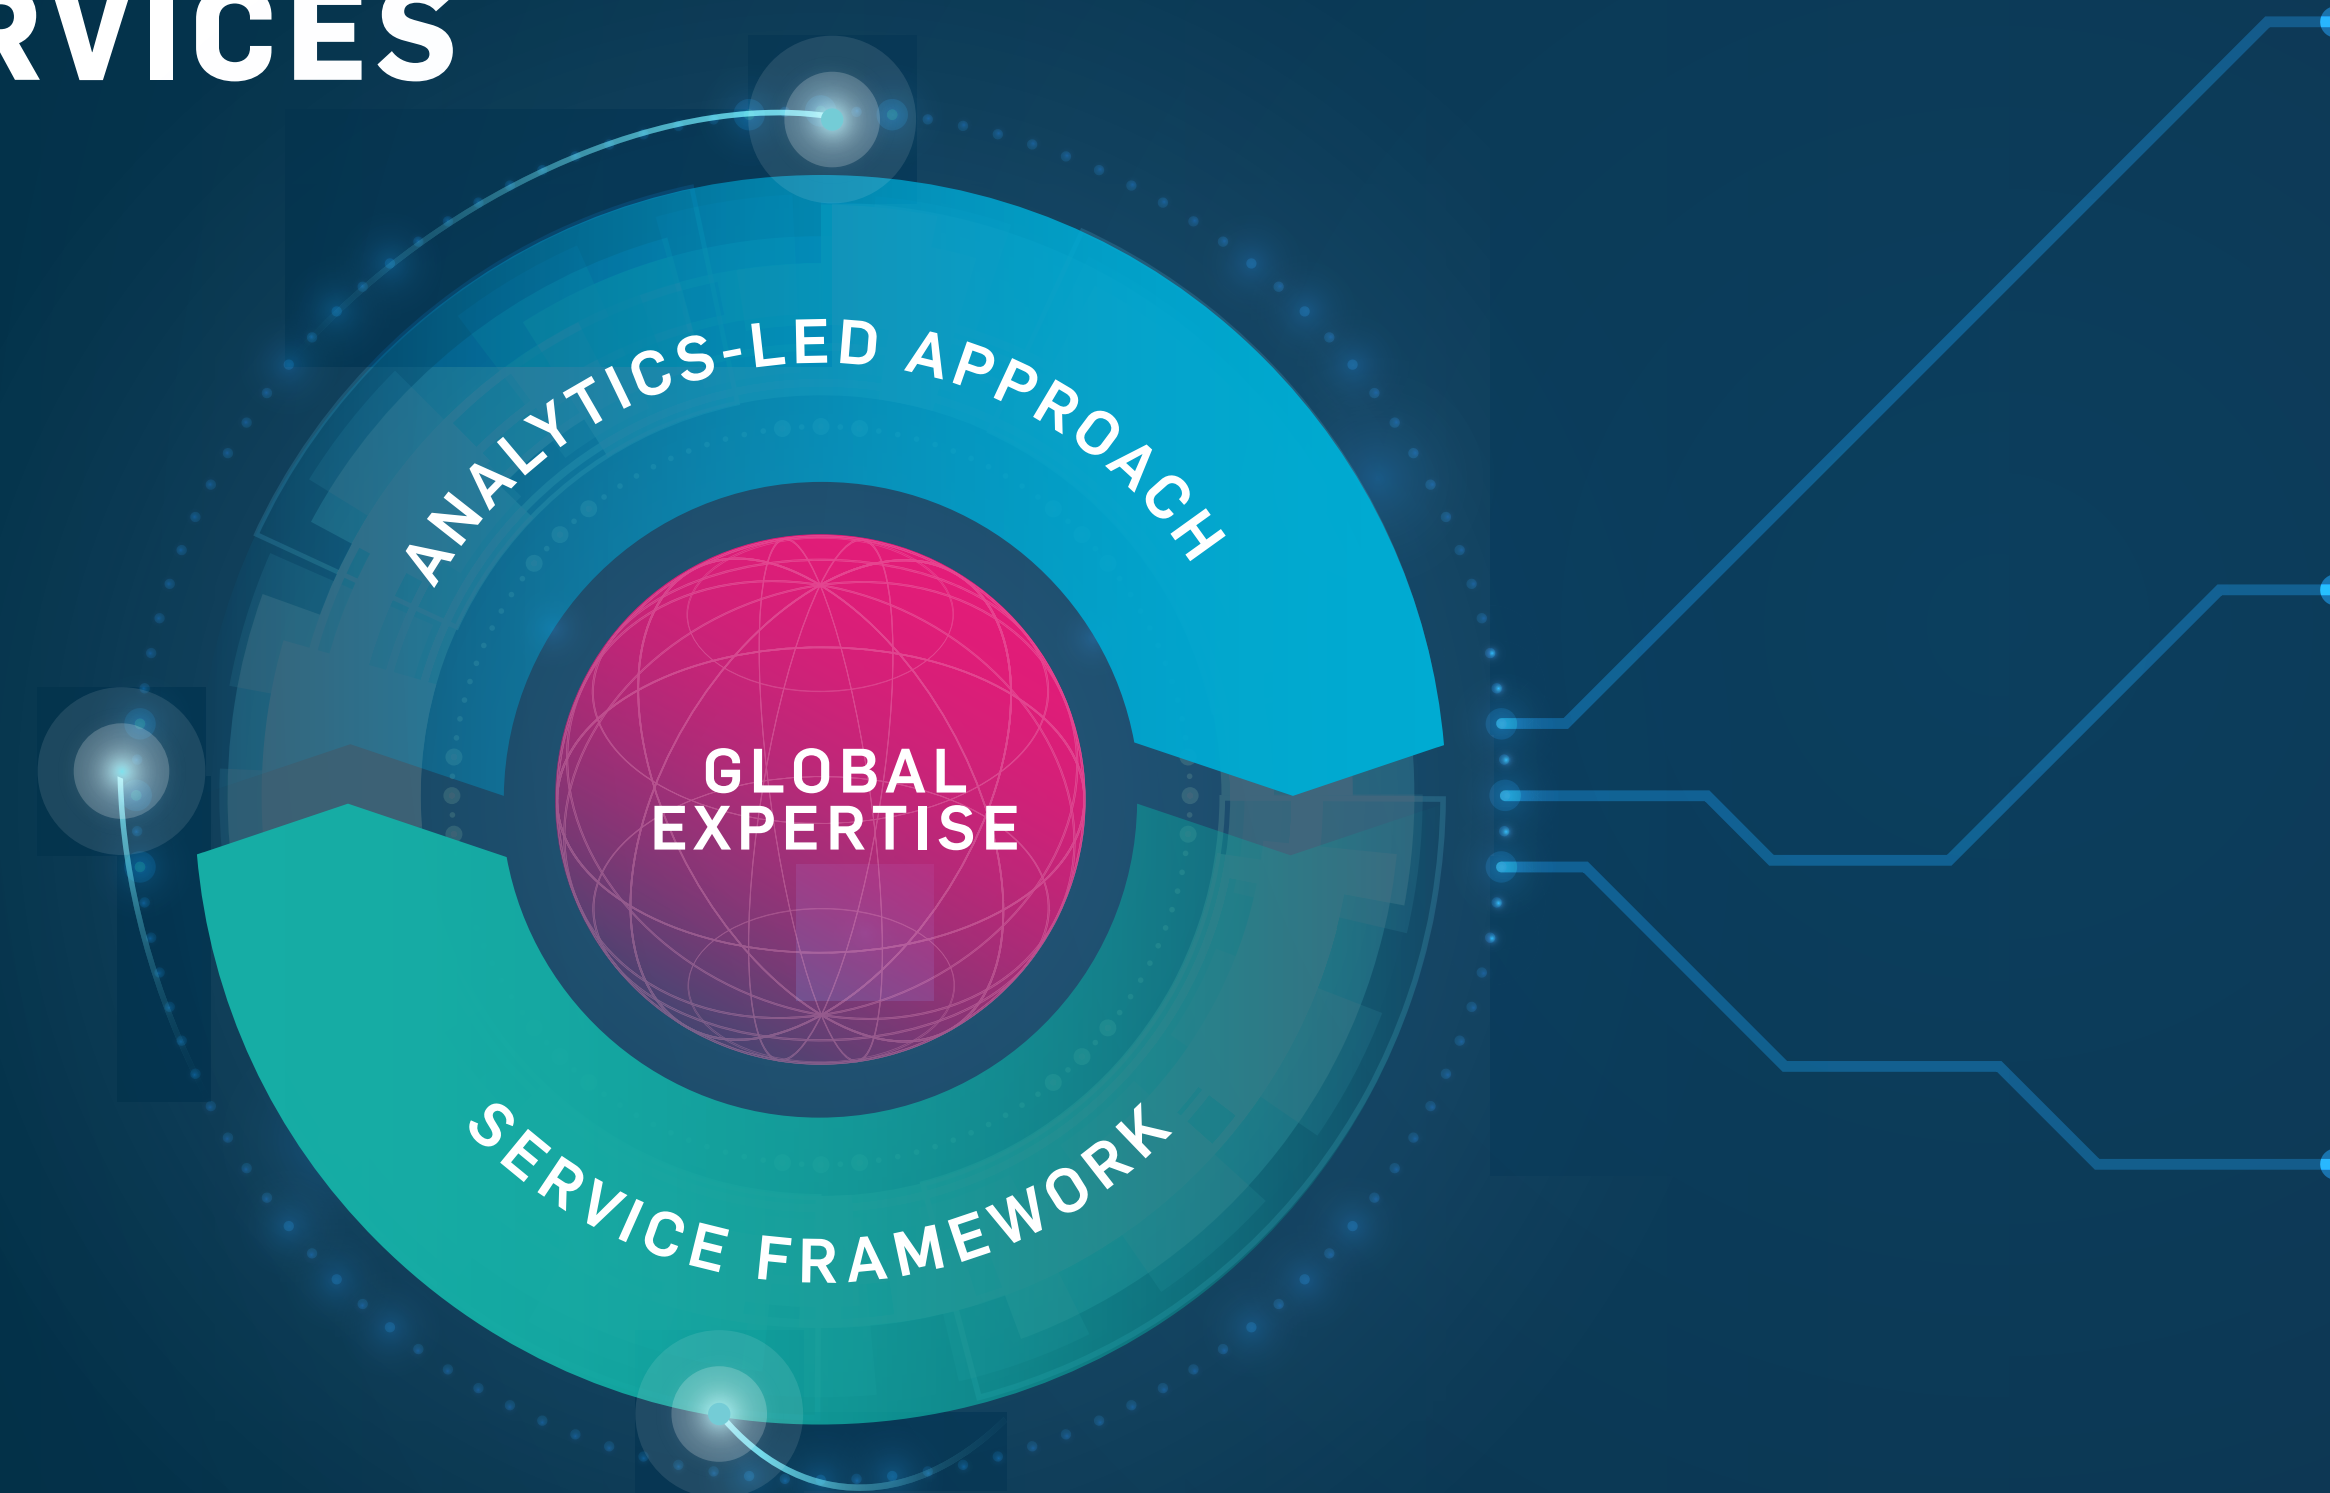 RVICES
ANALYTICS-LED APPROACH
GLOBAL
EXPERTISE
SERVICE FRAMEWORK